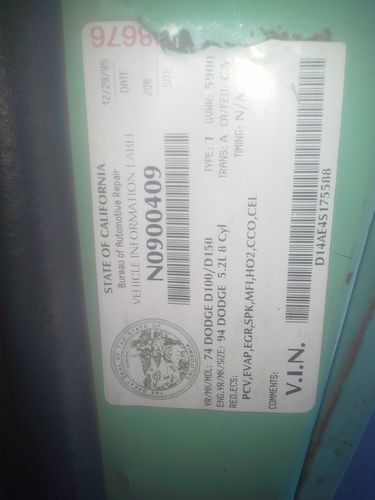 8676
STATE OF CALIFORNIA
Bureau of Automotive Repair
VEHICLE INFORMATION LABEL
N0900409
12/29/95
DATE
208
SITE
YR/MK/MDL: 74 DODGE D100/D150 TYPE: T GVWR: 5900
ENG.YR/MK/SIZE: 94 DODGE 5.2L 8 Cyl TRANS: A CA/FED: CA
REQ.ECS: TIMING: N/A
PCV,EVAP,EGR,SPK,MFI,HO2,CCO,CEL
COMMENTS:
V.I.N. D14AE4S175588